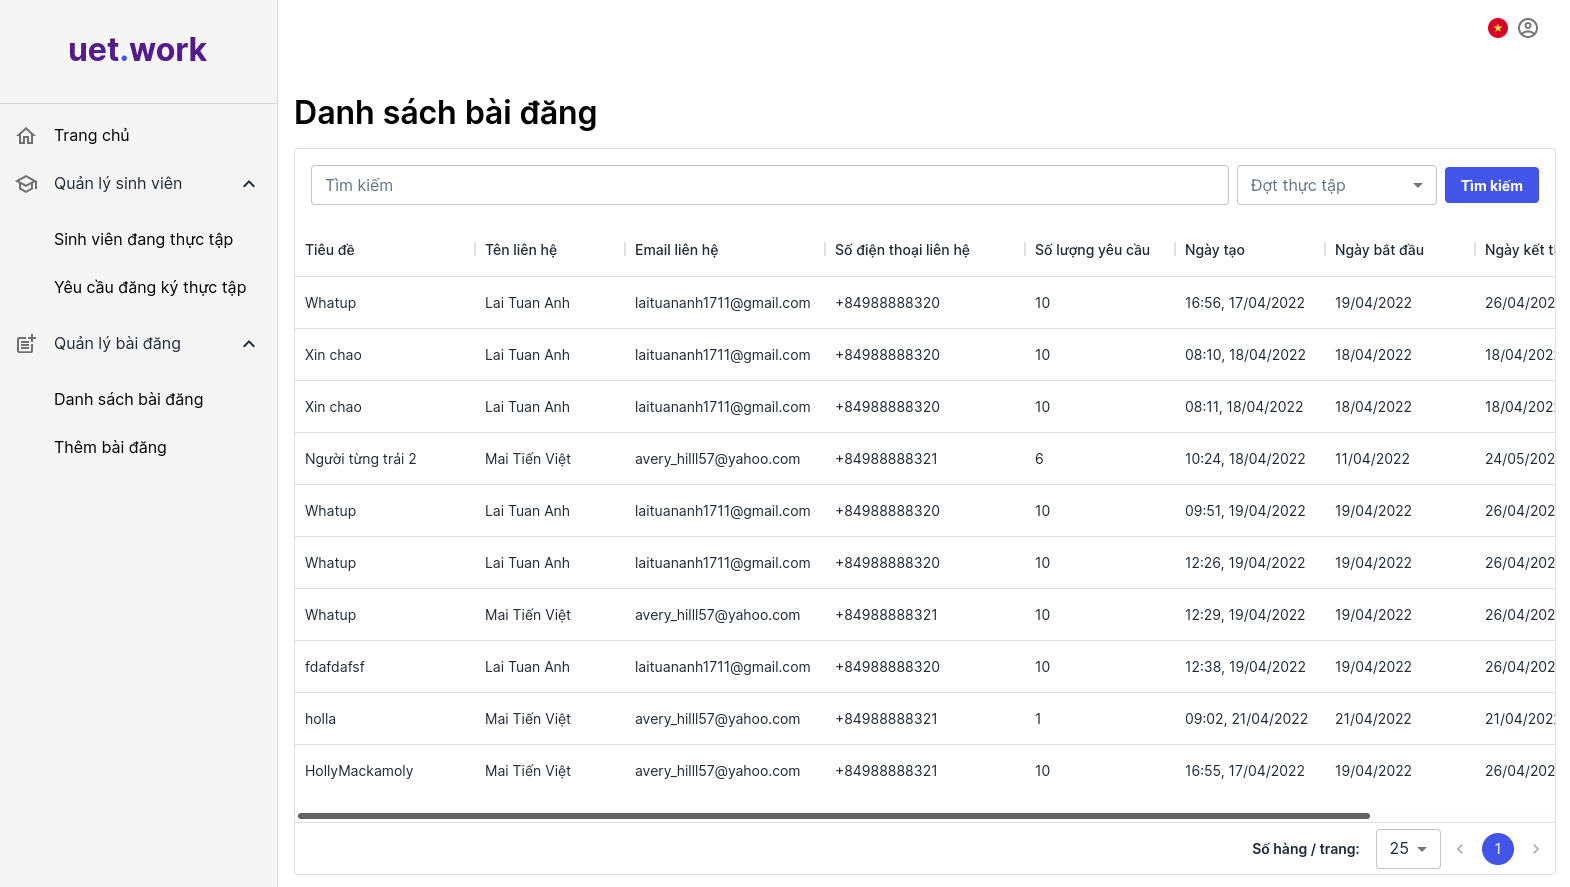 uet.work
Trang chủ
Quản lý sinh viên
Sinh viên đang thực tập
Yêu cầu đăng ký thực tập
Quản lý bài đăng
Danh sách bài đăng
Thêm bài đăng
Danh sách bài đăng
Tìm kiếm Đợt thực tập Tìm kiếm
Tiêu đề Tên liên hệ Email liên hệ Số điện thoại liên hệ Số lượng yêu cầu Ngày tạo Ngày bắt đầu Ngày kết
Whatup Lai Tuan Anh laituananh1711@gmail.com +84988888320 10 16:56, 17/04/2022 19/04/2022 26/04/202
Xin chao Lai Tuan Anh laituananh1711@gmail.com +84988888320 10 08:10, 18/04/2022 18/04/2022 18/04/2022
Xin chao Lai Tuan Anh laituananh1711@gmail.com +84988888320 10 08:11, 18/04/2022 18/04/2022 18/04/2022
Người từng trải 2 Mai Tiến Việt avery_hilll57@yahoo.com +84988888321 6 10:24, 18/04/2022 11/04/2022 24/05/202
Whatup Lai Tuan Anh laituananh1711@gmail.com +84988888320 10 09:51, 19/04/2022 19/04/2022 26/04/202
Whatup Lai Tuan Anh laituananh1711@gmail.com +84988888320 10 12:26, 19/04/2022 19/04/2022 26/04/202
Whatup Mai Tiến Việt avery_hilll57@yahoo.com +84988888321 10 12:29, 19/04/2022 19/04/2022 26/04/202
fdafdafsf Lai Tuan Anh laituananh1711@gmail.com +84988888320 10 12:38, 19/04/2022 19/04/2022 26/04/202
holla Mai Tiến Việt avery_hilll57@yahoo.com +84988888321 1 09:02, 21/04/2022 21/04/2022 21/04/2022
HollyMackamoly Mai Tiến Việt avery_hilll57@yahoo.com +84988888321 10 16:55, 17/04/2022 19/04/2022 26/04/202
Số hàng / trang: 25 1